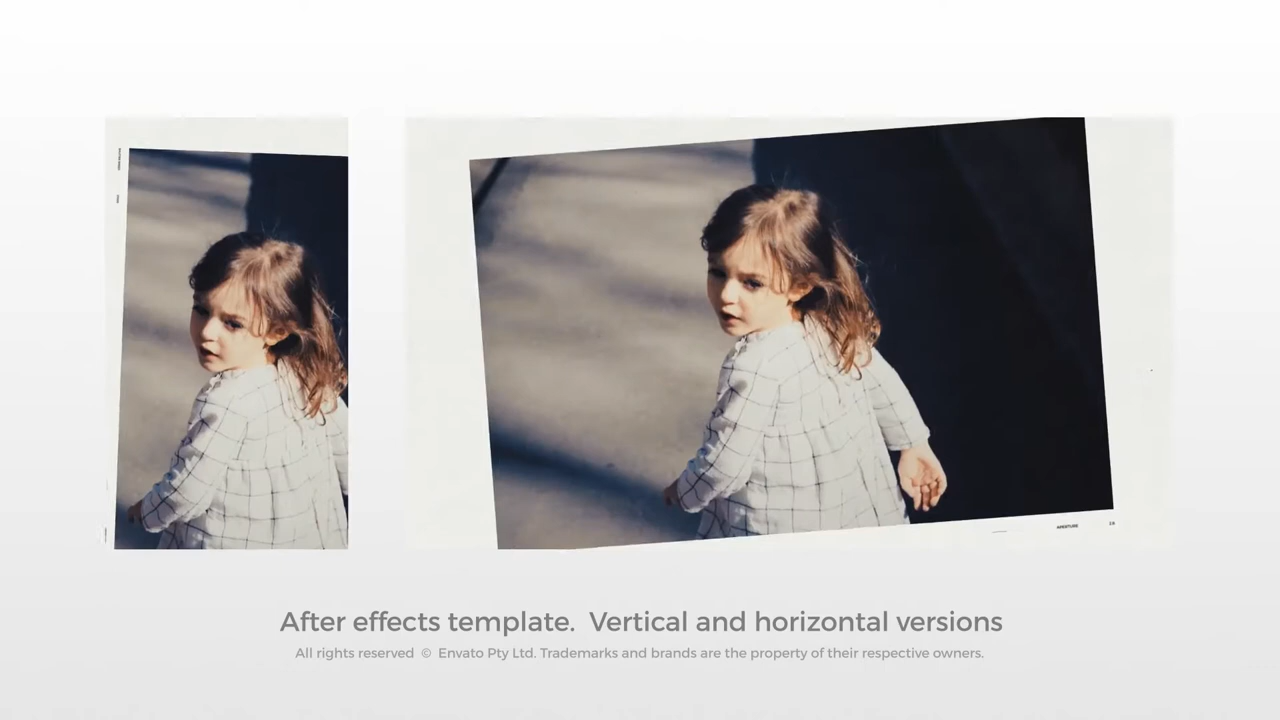 After effects template.  Vertical and horizontal versions
All rights reserved © Envato Pty Ltd. Trademarks and brands are the property of their respective owners.
APERTURE